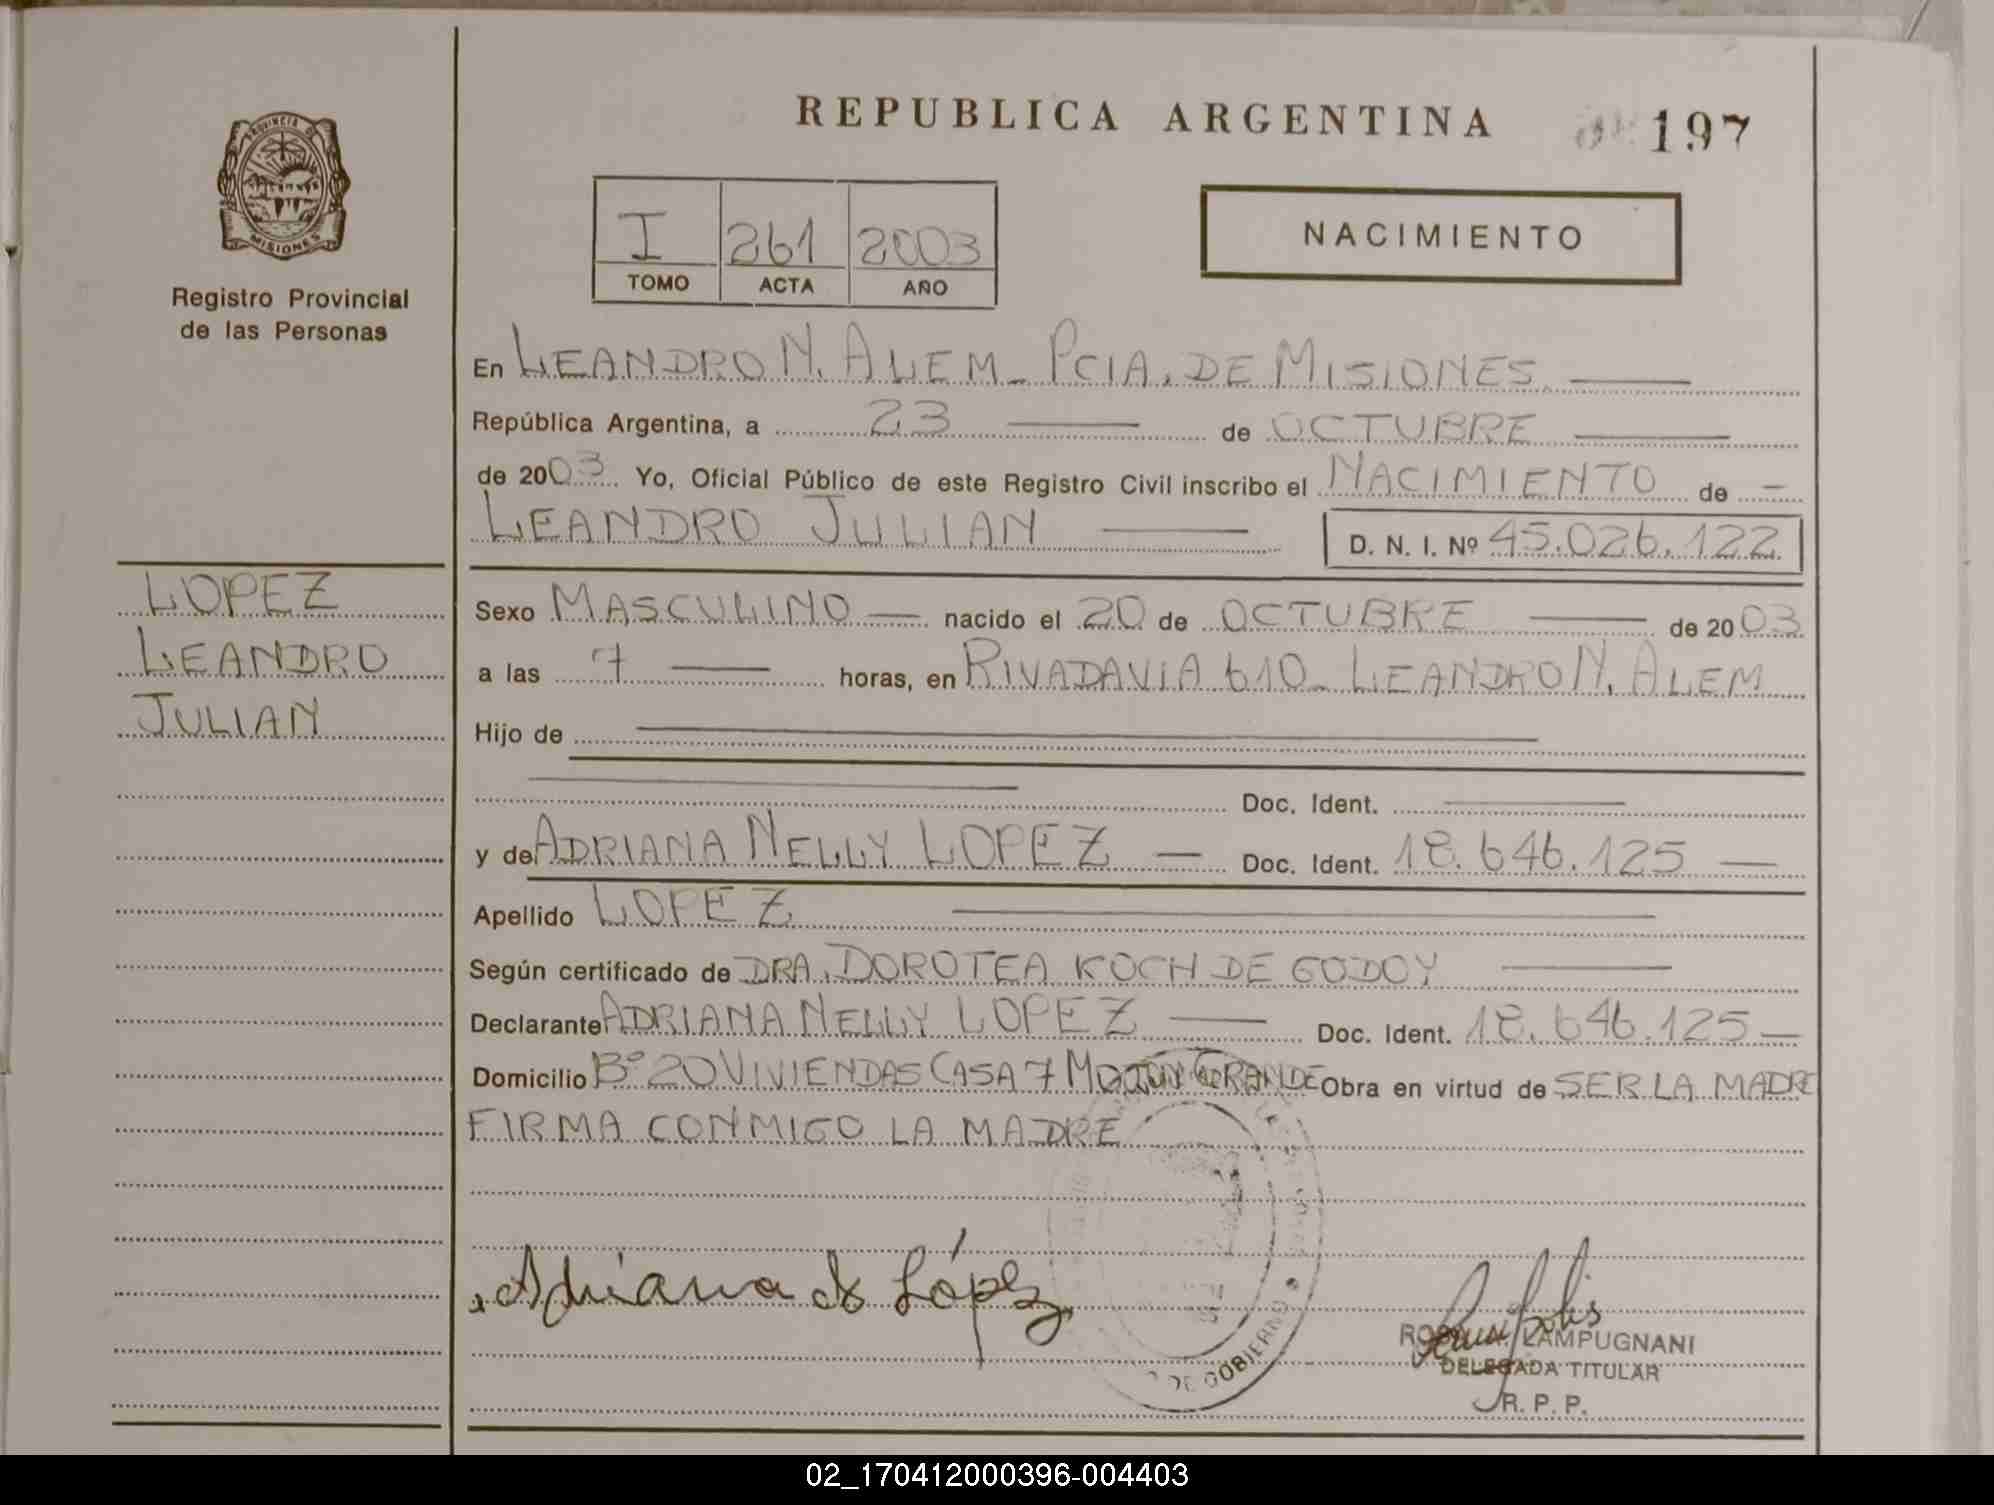 REPUBLICA ARGENTINA
197
PROVINCIA DE
MISIONES
Registro Provincial
de las Personas
I 261 2003
TOMO ACTA AÑO
NACIMIENTO
En LEANDRO N. ALEM - PCIA. DE MISIONES
República Argentina, a 23 de OCTUBRE
de 2003 Yo, Oficial Público de este Registro Civil inscribo el NACIMIENTO de -
LEANDRO JULIAN D. N. I. Nº 45.026.122
LOPEZ
LEANDRO
JULIAN
Sexo MASCULINO nacido el 20 de OCTUBRE de 2003
a las 7 horas, en RIVADAVIA 610 - LEANDRO N. ALEM
Hijo de
Doc. Ident.
y de ADRIANA NELLY LOPEZ - Doc. Ident. 18.646.125 -
Apellido LOPEZ
Según certificado de DRA. DOROTEA KOCH DE GODOY
Declarante ADRIANA NELLY LOPEZ Doc. Ident. 18.646.125 -
Domicilio Bº 20 VIVIENDAS CASA 7 MOJON GRANDE Obra en virtud de SER LA MADRE
FIRMA CONMIGO LA MADRE
Adriana N López
DE GOBIERNO
LAMPUGNANI
DELEGADA TITULAR
R. P. P.
02_170412000396-004403